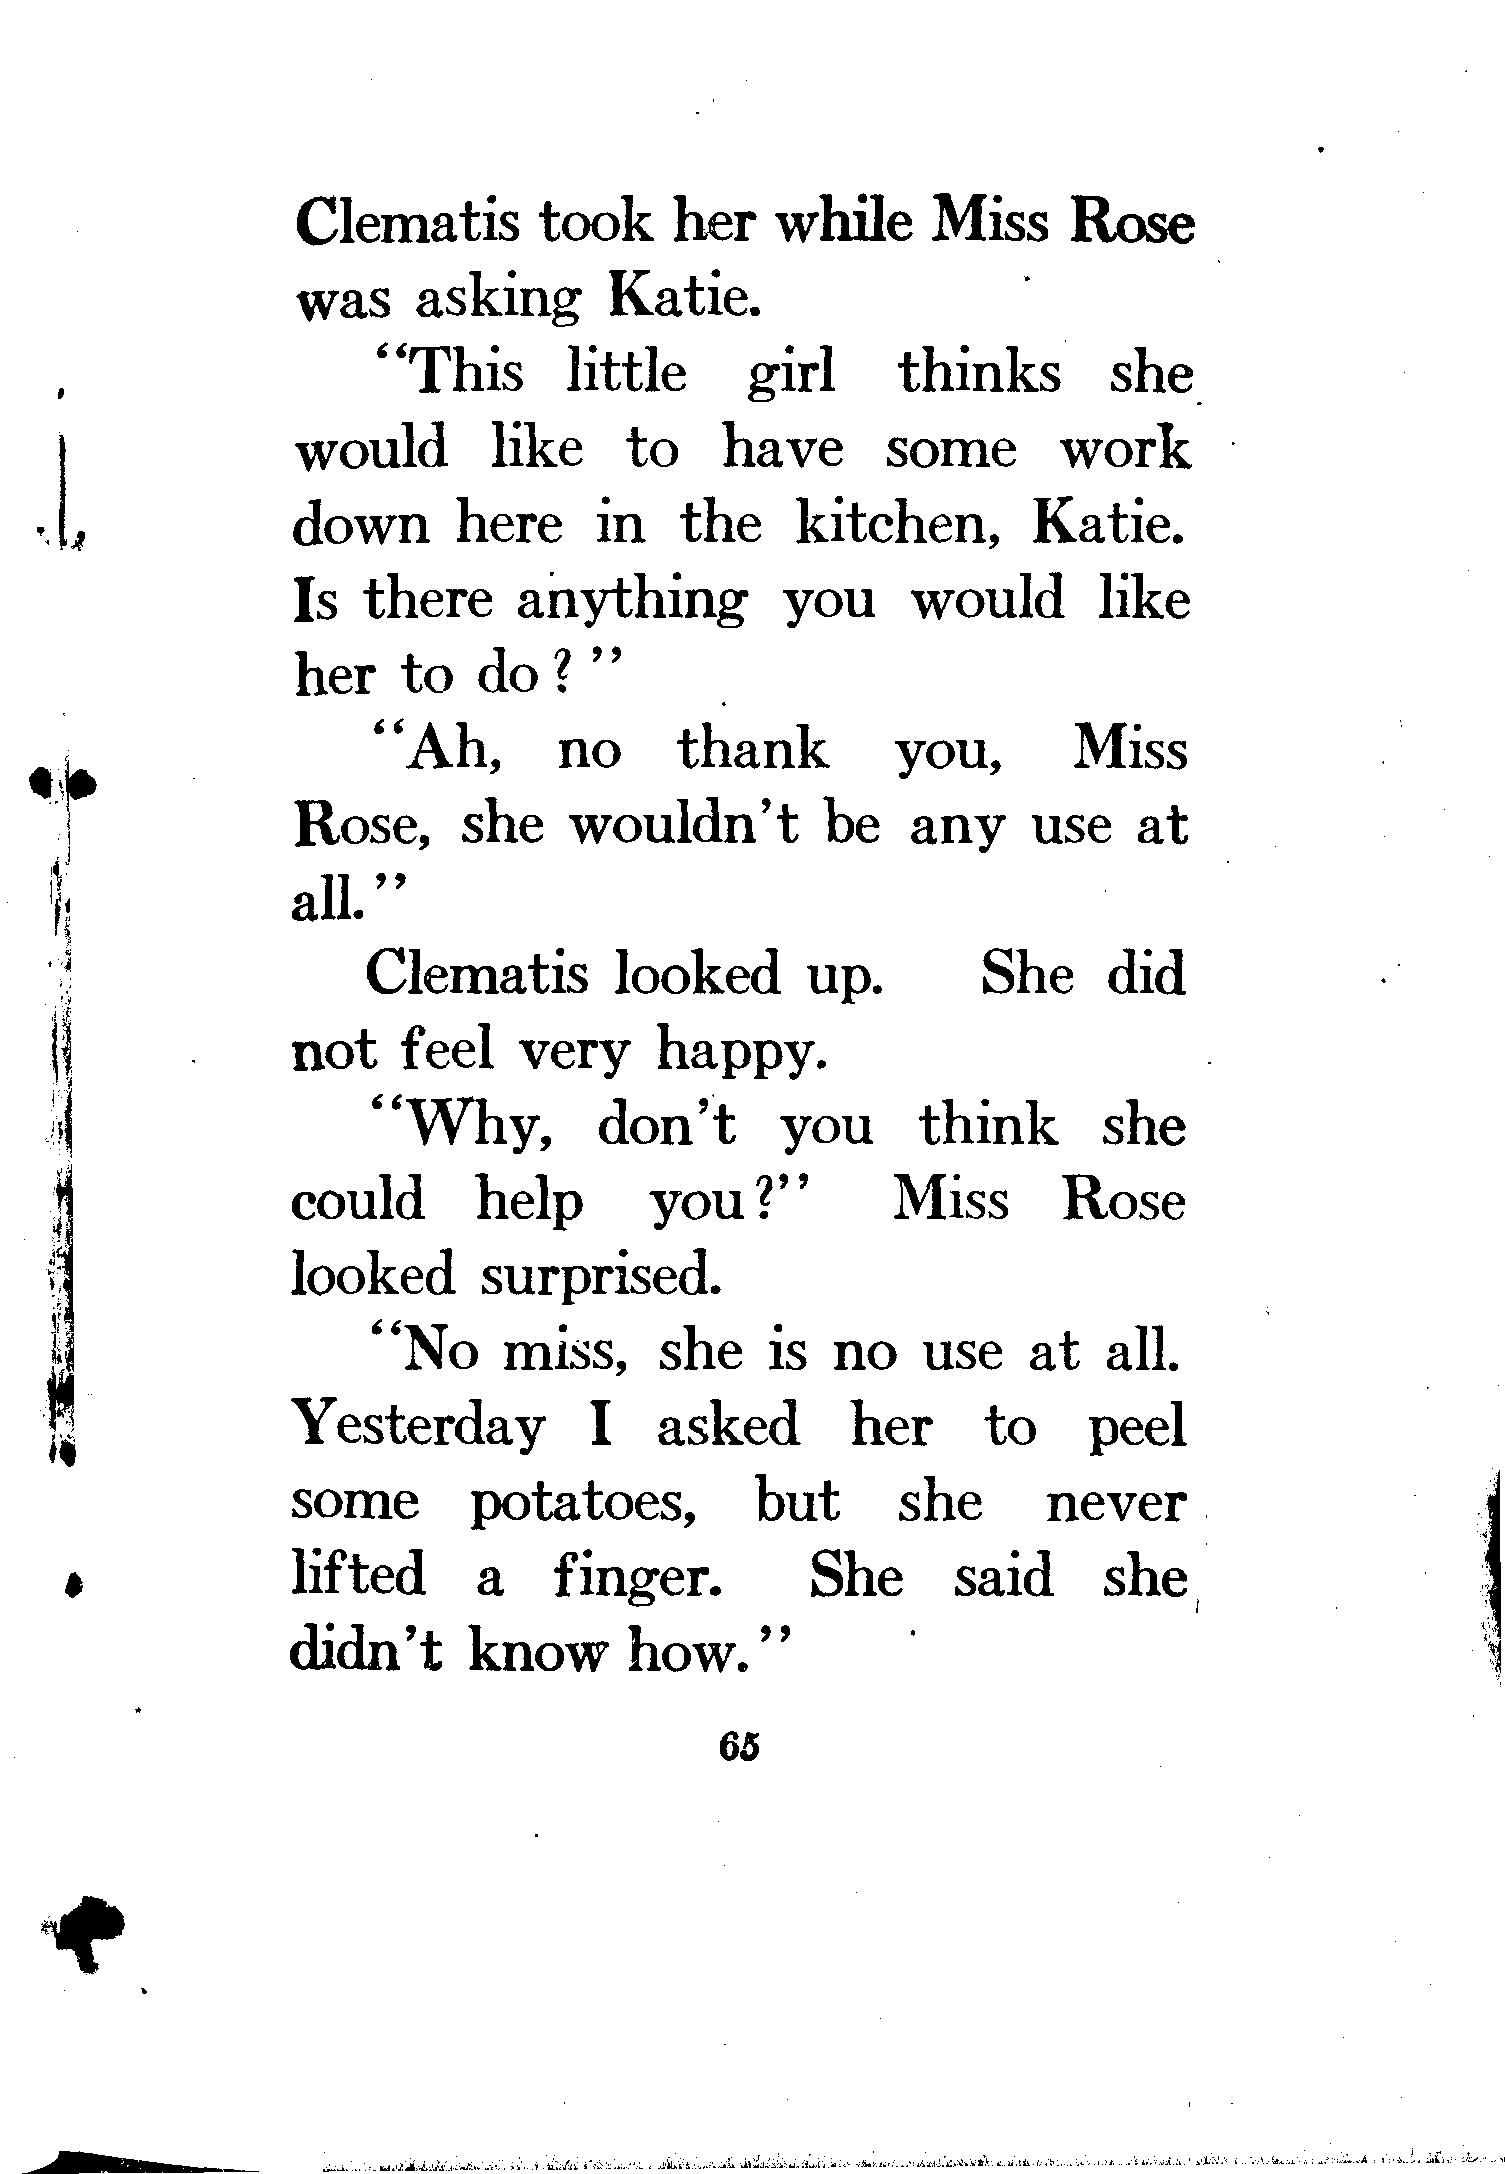 Clematis took her while Miss Rose
was asking Katie.
"This little girl thinks she
would like to have some work
down here in the kitchen, Katie.
Is there anything you would like
her to do?"
"Ah, no thank you, Miss
Rose, she wouldn't be any use at
all."
Clematis looked up. She did
not feel very happy.
"Why, don't you think she
could help you?" Miss Rose
looked surprised.
"No miss, she is no use at all.
Yesterday I asked her to peel
some potatoes, but she never
lifted a finger. She said she
didn't know how."
65